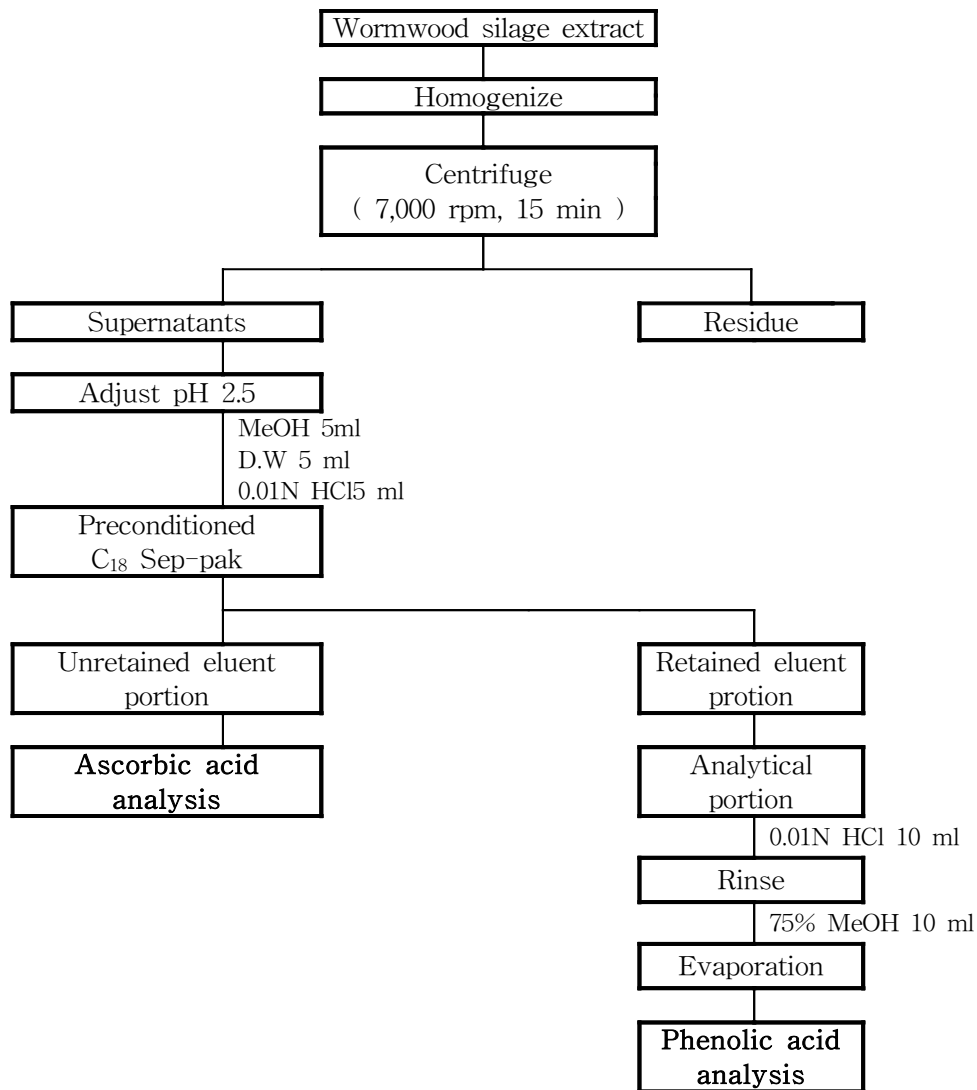 Wormwood silage extract
Homogenize
Centrifuge
( 7,000 rpm, 15 min )
Supernatants
Residue
Adjust pH 2.5
MeOH 5ml
D.W 5 ml
0.01N HCl5 ml
Preconditioned
C₁₈ Sep-pak
Unretained eluent
portion
Retained eluent
protion
Ascorbic acid
analysis
Analytical
portion
0.01N HCl 10 ml
Rinse
75% MeOH 10 ml
Evaporation
Phenolic acid
analysis